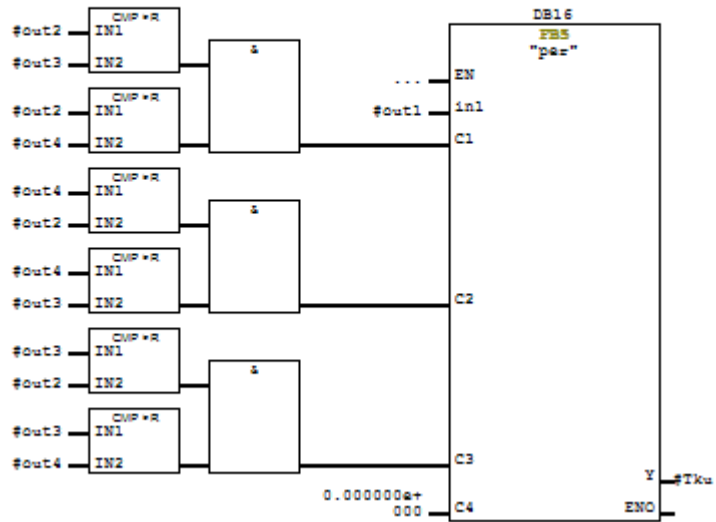 CMP *R
#out2 IN1
#out3 IN2
&
CMP *R
#out2 IN1
#out4 IN2
CMP *R
#out4 IN1
#out2 IN2
&
CMP *R
#out4 IN1
#out3 IN2
CMP *R
#out3 IN1
#out2 IN2
&
CMP *R
#out3 IN1
#out4 IN2
DB16
FB5
"per"
... EN
#out1 in1
C1
C2
C3
0.000000e+
000 C4
Y #Tku
ENO